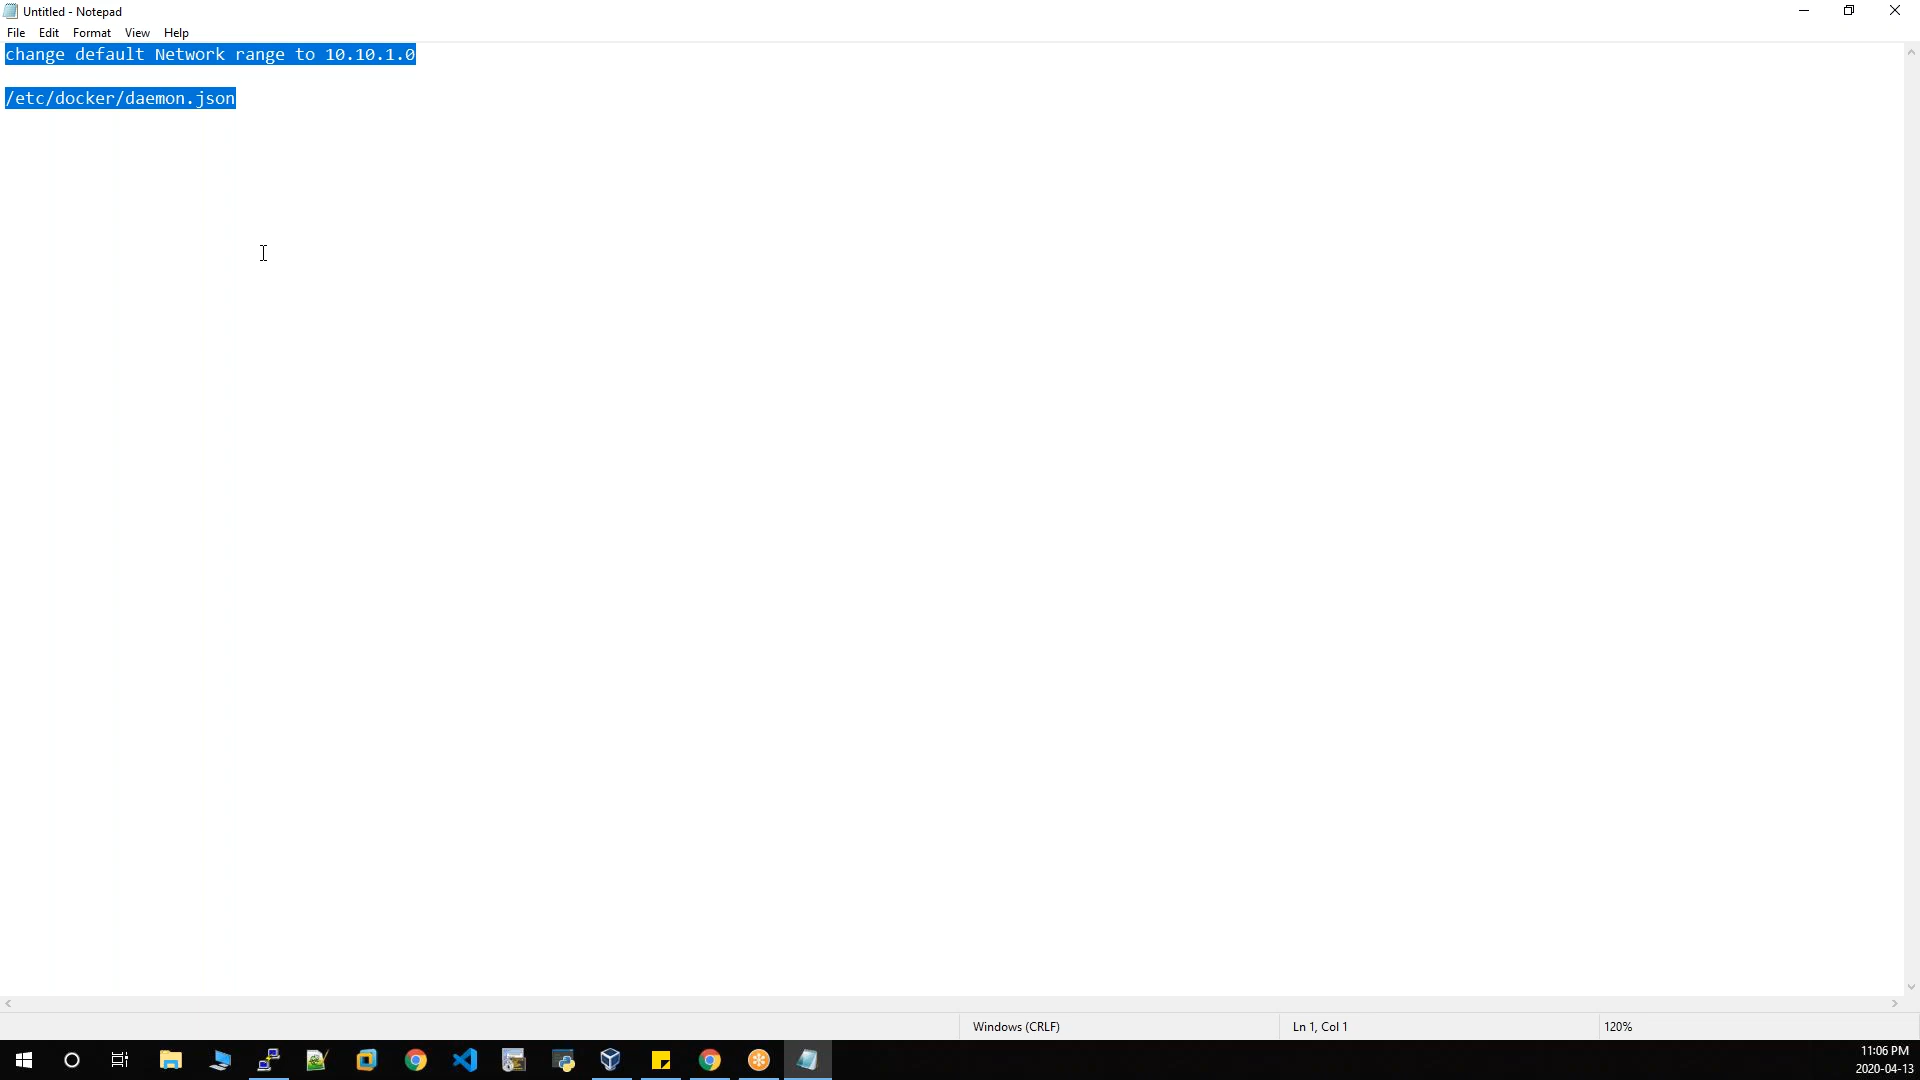 Untitled - Notepad
File Edit Format View Help
change default Network range to 10.10.1.0
/etc/docker/daemon.json
Windows (CRLF) Ln 1, Col 1 120%
11:06 PM
2020-04-13